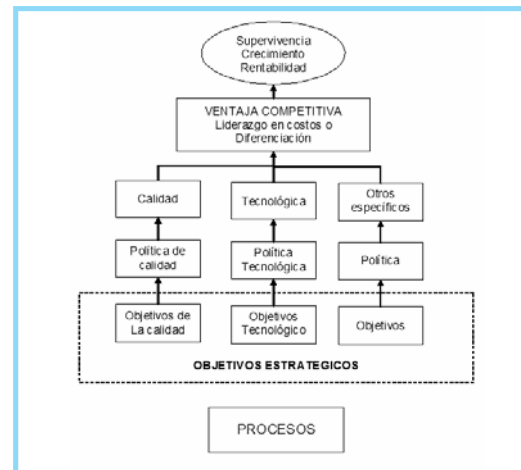 Supervivencia
Crecimiento
Rentabilidad
VENTAJA COMPETITIVA
Liderazgo en costos o
Diferenciación
Calidad
Tecnológica
Otros
específicos
Política de
calidad
Política
Tecnológica
Política
Objetivos de
La calidad
Objetivos
Tecnológico
Objetivos
OBJETIVOS ESTRATEGICOS
PROCESOS